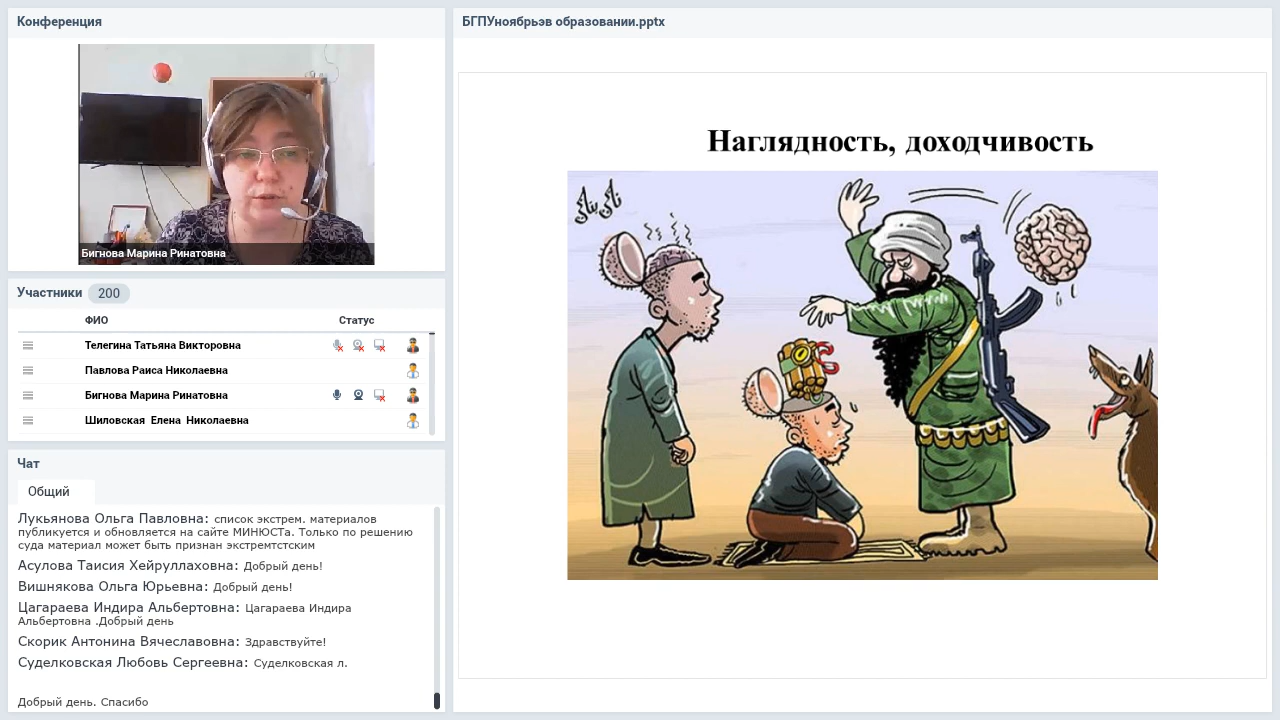 Конференция
Бигнова Марина Ринатовна
Участники 200
ФИО Статус
Телегина Татьяна Викторовна
Павлова Раиса Николаевна
Бигнова Марина Ринатовна
Шиловская Елена Николаевна
Чат
Общий
Лукьянова Ольга Павловна: список экстрем. материалов
публикуется и обновляется на сайте МИНЮСТа. Только по решению
суда материал может быть признан экстремтстским
Асулова Таисия Хейруллаховна: Добрый день!
Вишнякова Ольга Юрьевна: Добрый день!
Цагараева Индира Альбертовна: Цагараева Индира
Альбертовна .Добрый день
Скорик Антонина Вячеславовна: Здравствуйте!
Суделковская Любовь Сергеевна: Суделковская л.
Добрый день. Спасибо
БГПУноябрьэв образовании.pptx
Наглядность, доходчивость